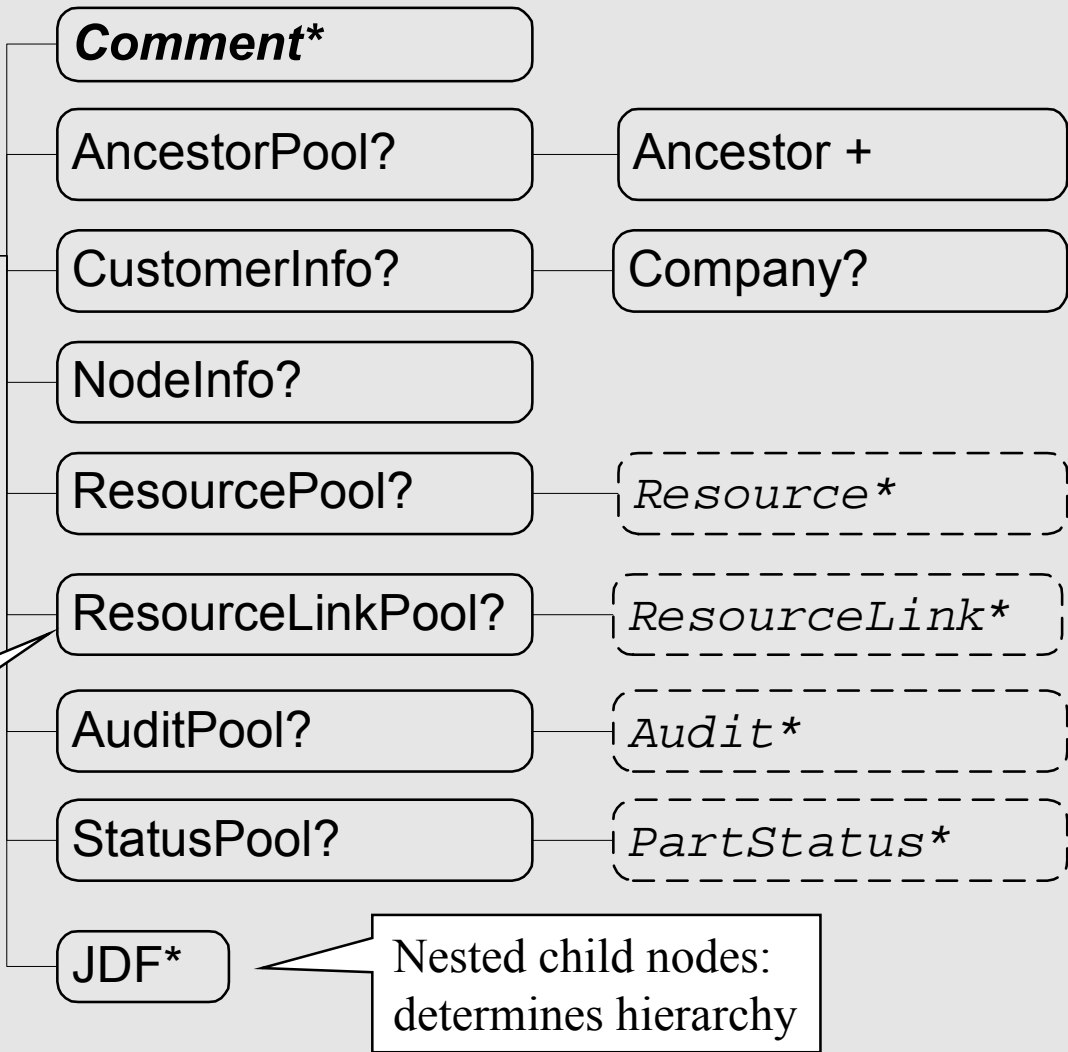 Comment*
AncestorPool?
Ancestor +
CustomerInfo?
Company?
NodeInfo?
ResourcePool?
Resource*
ResourceLinkPool?
ResourceLink*
AuditPool?
Audit*
StatusPool?
PartStatus*
JDF*
Nested child nodes:
determines hierarchy